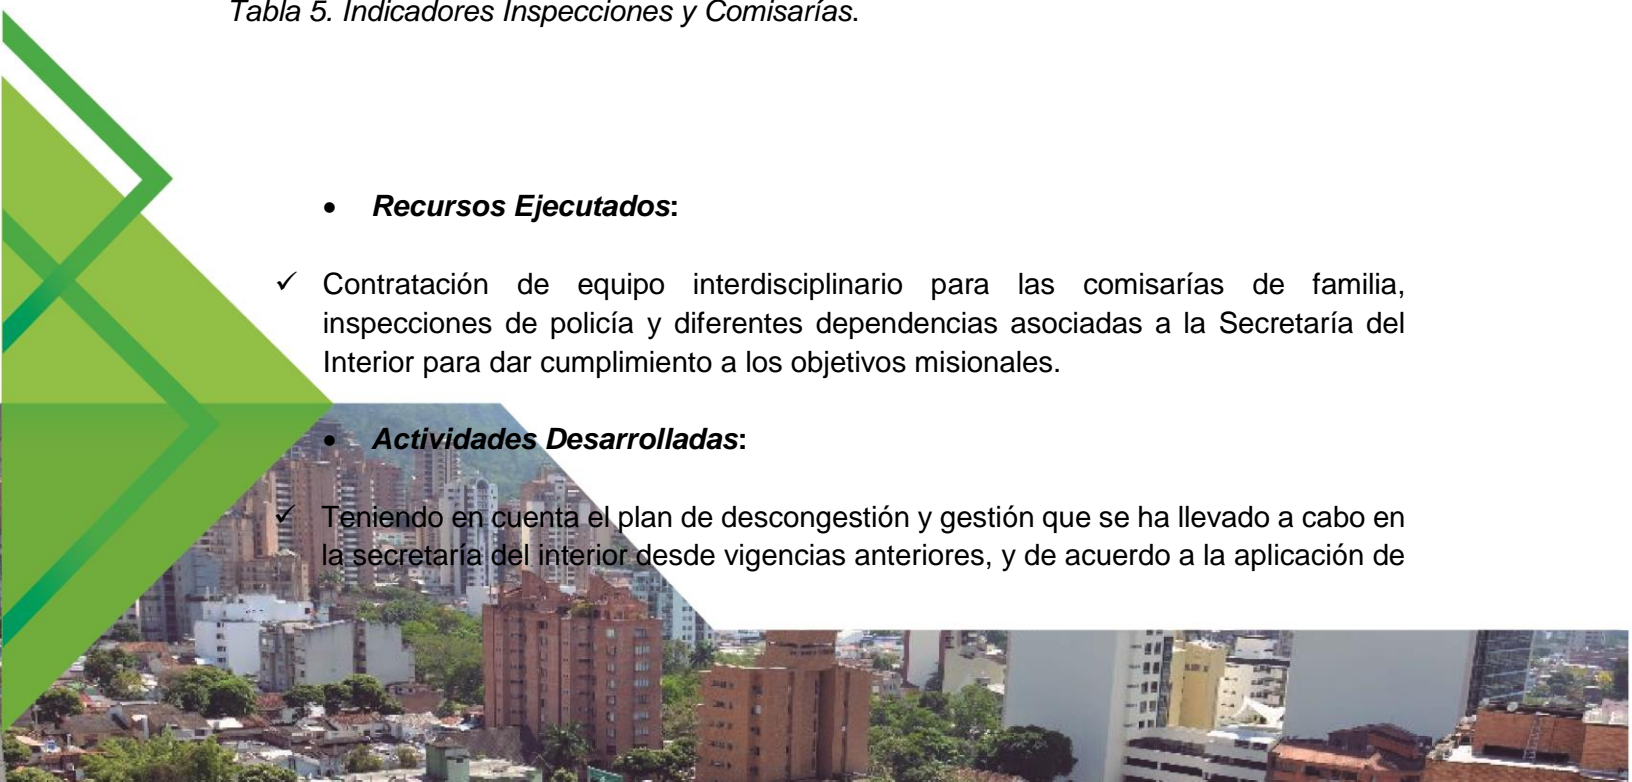 Tabla 5. Indicadores Inspecciones y Comisarías.
• Recursos Ejecutados:
✓ Contratación de equipo interdisciplinario para las comisarías de familia,
inspecciones de policía y diferentes dependencias asociadas a la Secretaría del
Interior para dar cumplimiento a los objetivos misionales.
• Actividades Desarrolladas:
✓ Teniendo en cuenta el plan de descongestión y gestión que se ha llevado a cabo en
la secretaría del interior desde vigencias anteriores, y de acuerdo a la aplicación de